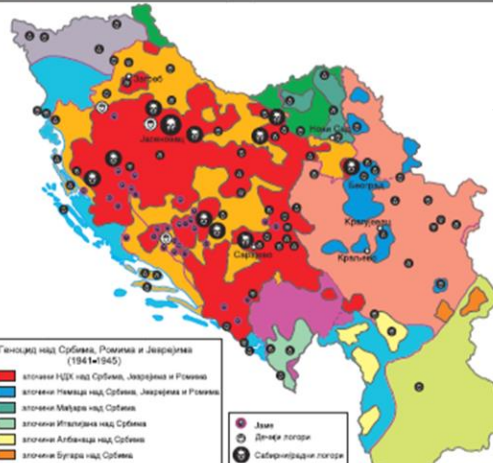 Загреб
Јасеновац
Нови Сад
Београд
Крагујевац
Краљево
Сарајево
Геноцид над Србима, Ромима и Јеврејима
(1941-1945)
злочини НДХ над Србима, Јеврејима и Ромима
злочини Немаца над Србима, Јеврејима и Ромима
злочини Мађара над Србима
злочини Италијана над Србима
злочини Албанаца над Србима
злочини Бугара над Србима
Јаме
Дечији логори
Сабирни/радни логори